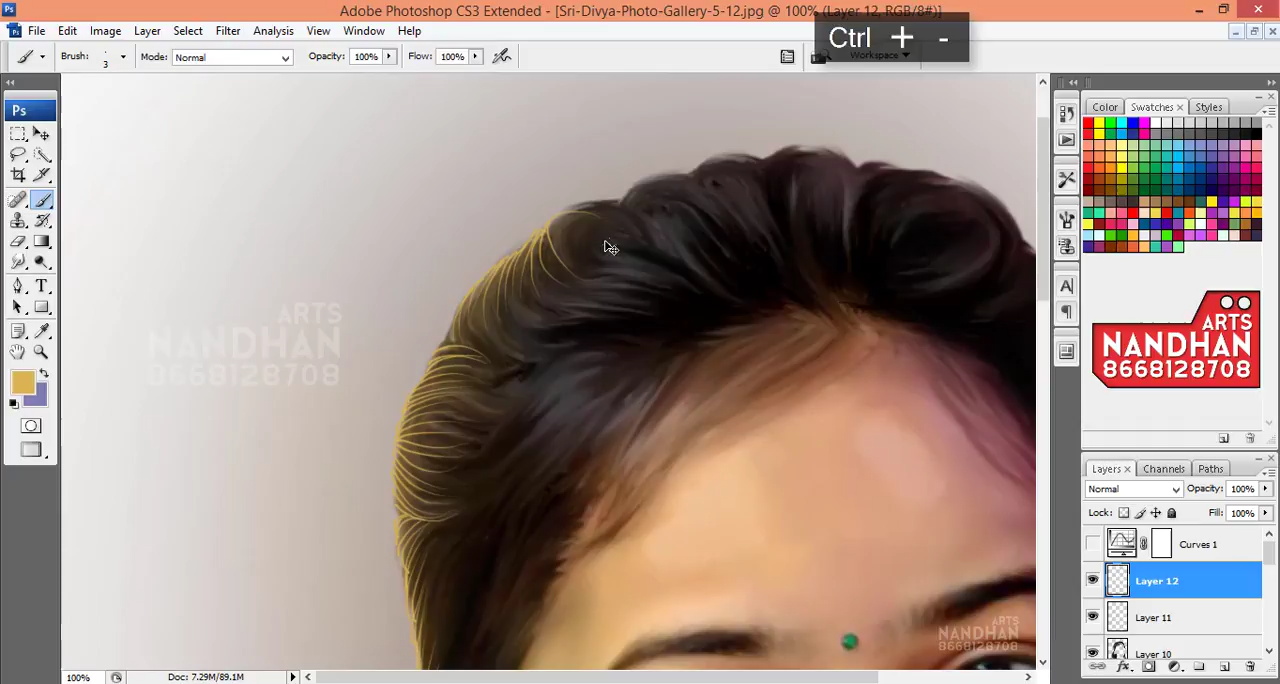 Adobe Photoshop CS3 Extended - [Sri-Divya-Photo-Gallery-5-12.jpg @ 100% (Layer 12, RGB/8#)]
Ctrl + -
File Edit Image Layer Select Filter Analysis View Window Help
Brush: 3 Mode: Normal Opacity: 100% Flow: 100% Workspace
Ps
Color Swatches Styles
ARTS
NANDHAN
8668128708
ARTS
NANDHAN
8668128708
Layers Channels Paths
Normal Opacity: 100%
Lock: Fill: 100%
Curves 1
Layer 12
Layer 11
Layer 10
ARTS
NANDHAN
8668128708
100% Doc: 7.29M/89.1M